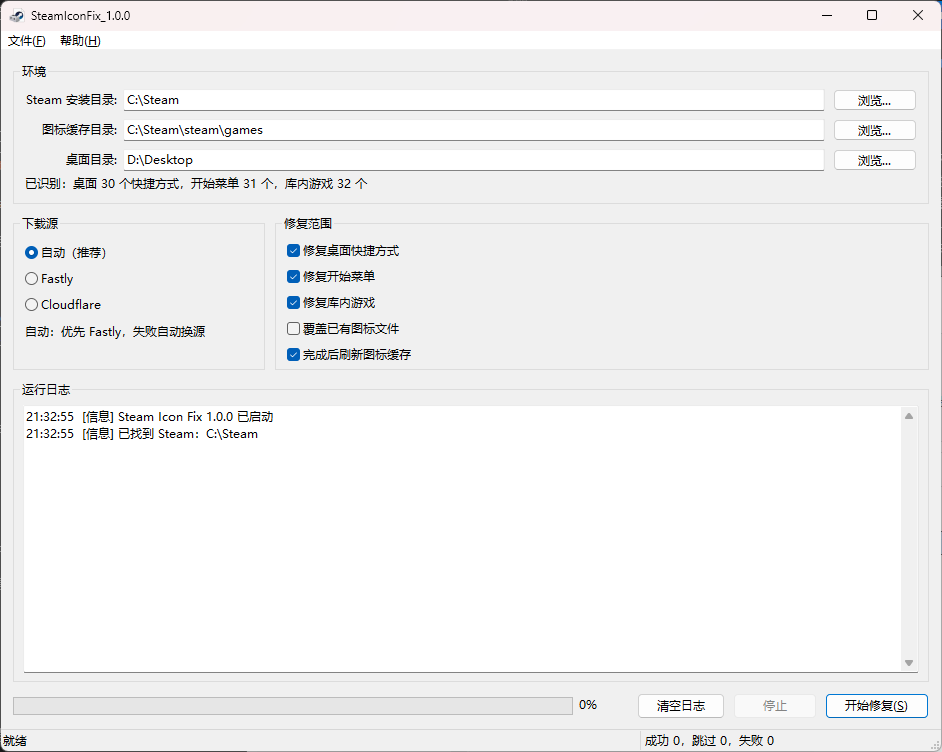 SteamIconFix_1.0.0
文件(F) 帮助(H)
环境
Steam 安装目录: C:\Steam 浏览...
图标缓存目录: C:\Steam\steam\games 浏览...
桌面目录: D:\Desktop 浏览...
已识别：桌面 30 个快捷方式，开始菜单 31 个，库内游戏 32 个
下载源
自动（推荐）
Fastly
Cloudflare
自动：优先 Fastly，失败自动换源
修复范围
修复桌面快捷方式
修复开始菜单
修复库内游戏
覆盖已有图标文件
完成后刷新图标缓存
运行日志
21:32:55 [信息] Steam Icon Fix 1.0.0 已启动
21:32:55 [信息] 已找到 Steam：C:\Steam
0% 清空日志 停止 开始修复(S)
就绪 成功 0，跳过 0，失败 0